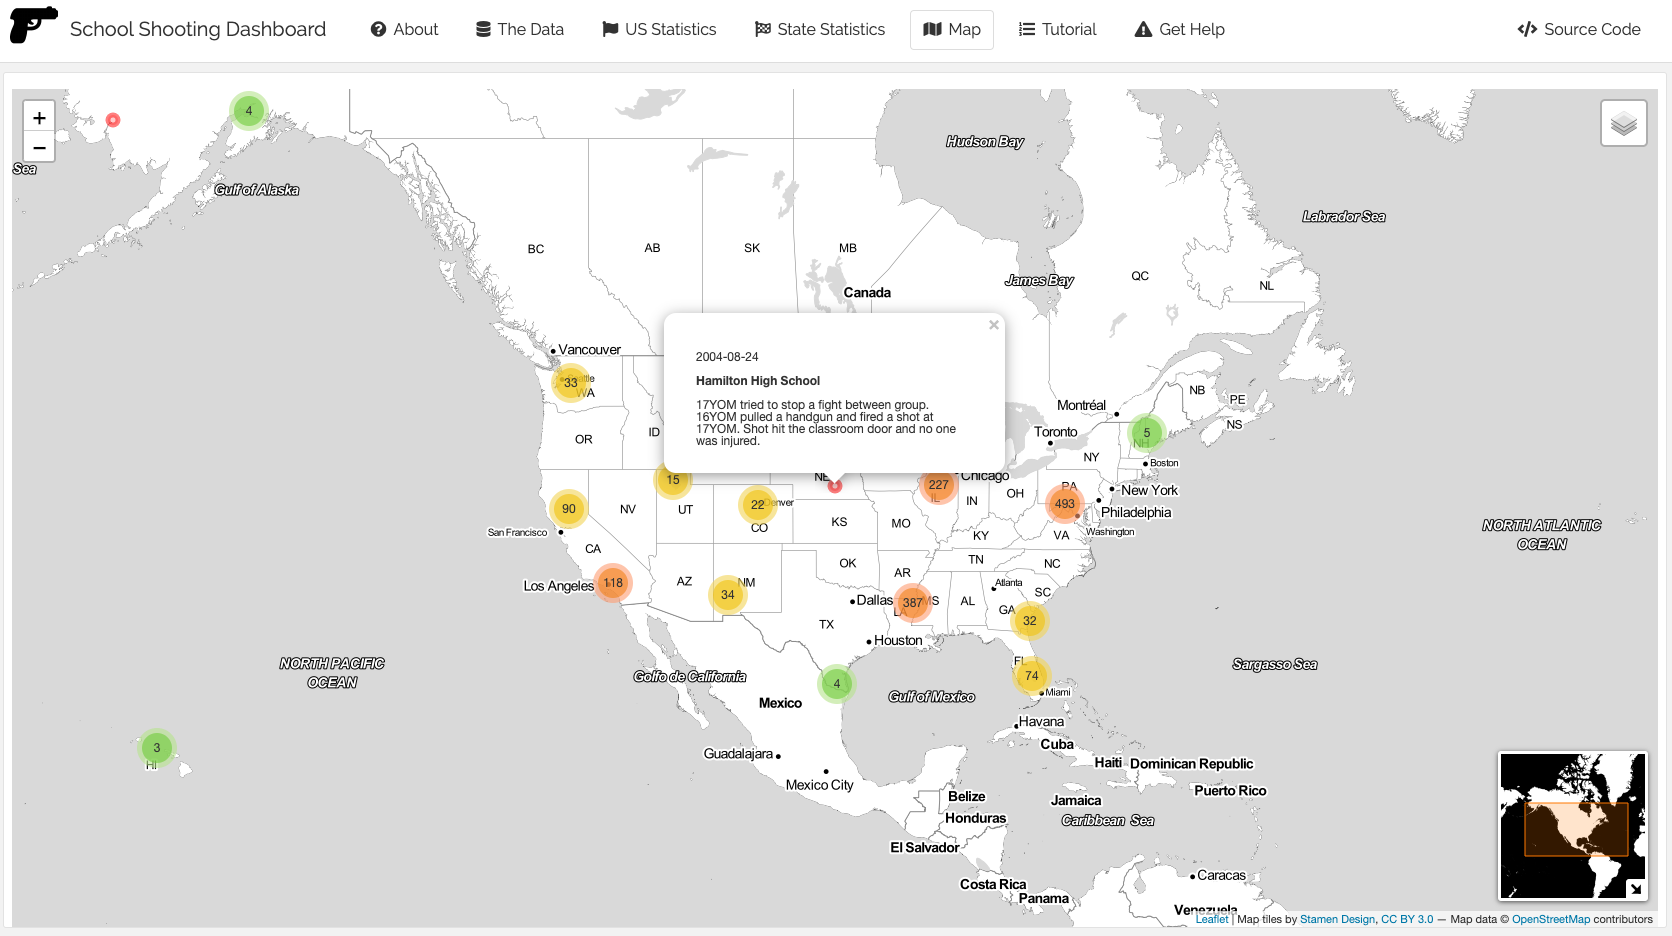 School Shooting Dashboard
About
The Data
US Statistics
State Statistics
Map
Tutorial
Get Help
Source Code
+
−
4
Sea
Gulf of Alaska
Hudson Bay
Labrador Sea
BC
AB
SK
MB
James Bay
QC
NL
Canada
×
2004-08-24
Hamilton High School
17YOM tried to stop a fight between group.
16YOM pulled a handgun and fired a shot at
17YOM. Shot hit the classroom door and no one
was injured.
Vancouver
Seattle
33
WA
OR
ID
Montréal
Toronto
NB
PE
NS
5
NH
NY
Boston
NE
Chicago
15
227
IL
IN
OH
PA
493
New York
Philadelphia
Washington
90
NV
UT
22
Denver
CO
KS
MO
KY
VA
San Francisco
CA
NORTH ATLANTIC
OCEAN
Los Angeles
118
AZ
NM
34
OK
AR
TN
NC
Atlanta
SC
Dallas
387
MS
LA
AL
GA
32
TX
Houston
NORTH PACIFIC
OCEAN
Golfo de California
4
Gulf of Mexico
FL
74
Miami
Sargasso Sea
Mexico
Havana
Cuba
3
HI
Guadalajara
Mexico City
Haiti
Dominican Republic
Puerto Rico
Belize
Jamaica
Honduras
Caribbean Sea
El Salvador
Costa Rica
Panama
Caracas
Venezuela
Leaflet | Map tiles by Stamen Design, CC BY 3.0 — Map data © OpenStreetMap contributors